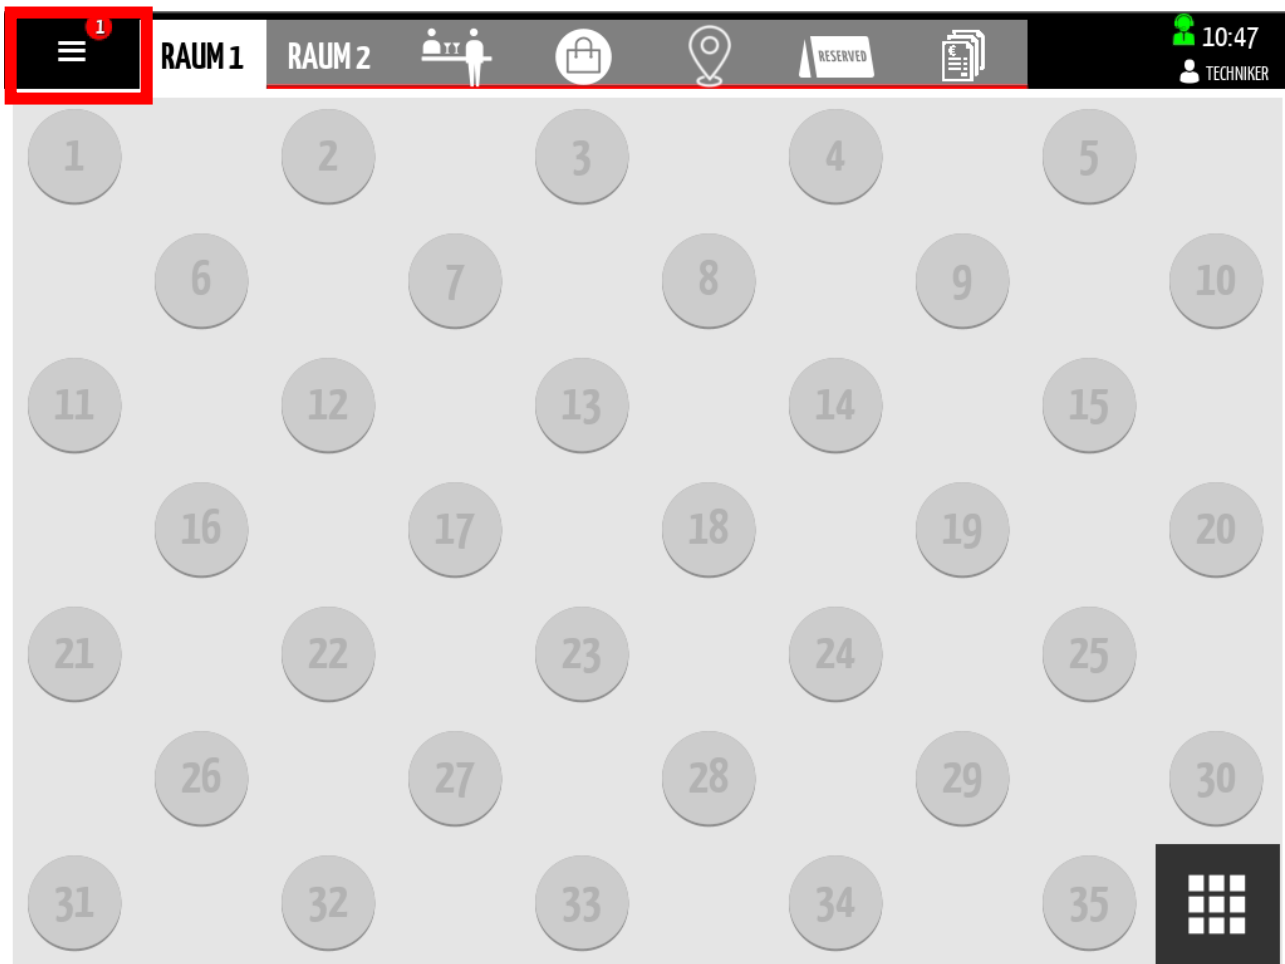 1
RAUM 1 RAUM 2 RESERVED € 10:47
TECHNIKER
1 2 3 4 5
6 7 8 9 10
11 12 13 14 15
16 17 18 19 20
21 22 23 24 25
26 27 28 29 30
31 32 33 34 35